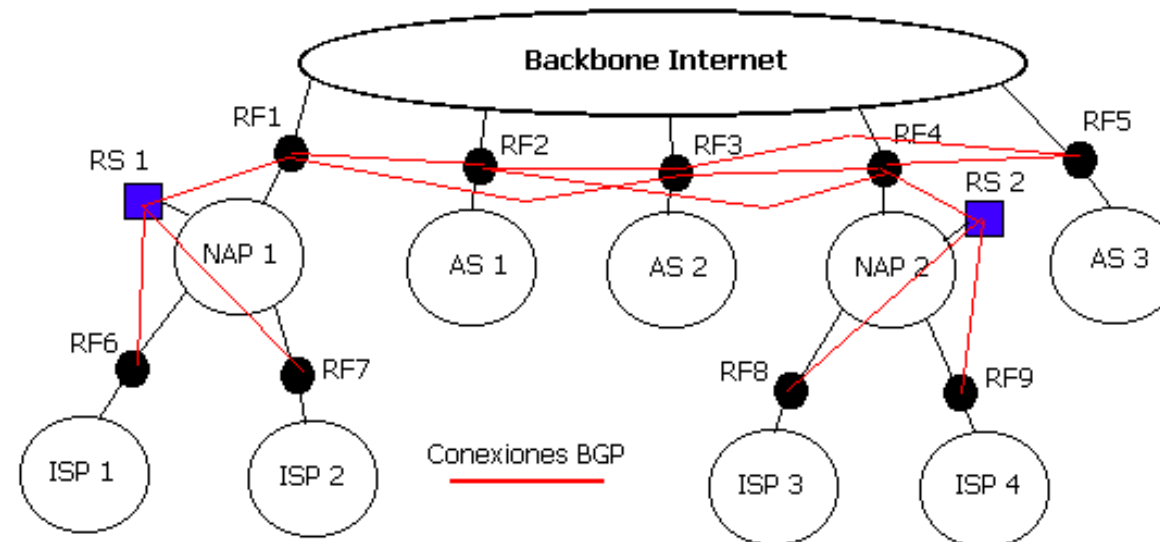 Backbone Internet
RF1
RF2
RF3
RF4
RF5
RS 1
RS 2
NAP 1
AS 1
AS 2
NAP 2
AS 3
RF6
RF7
RF8
RF9
Conexiones BGP
ISP 1
ISP 2
ISP 3
ISP 4